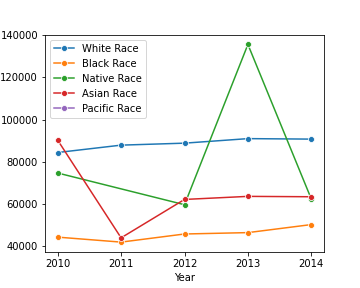 140000
120000
100000
80000
60000
40000
White Race
Black Race
Native Race
Asian Race
Pacific Race
2010 2011 2012 2013 2014
Year